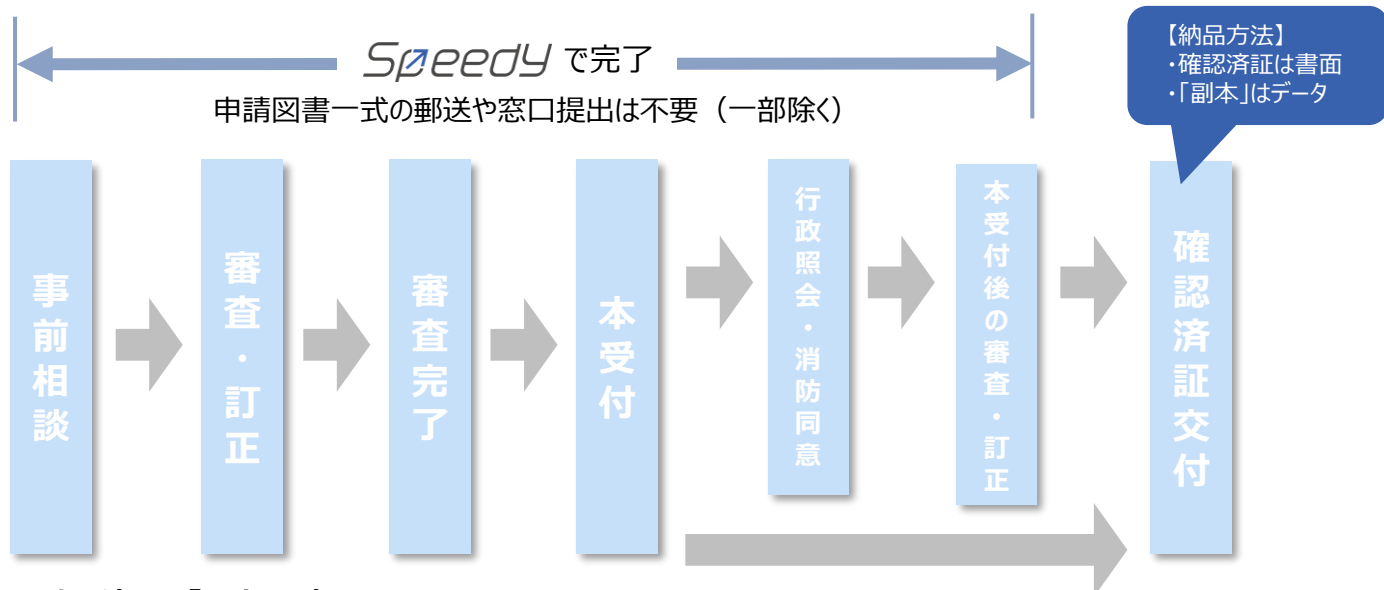 Speedy で完了
申請図書一式の郵送や窓口提出は不要（一部除く）
【納品方法】
・確認済証は書面
・「副本」はデータ
事前相談
審査・訂正
審査完了
本受付
行政照会・消防同意
本受付後の審査・訂正
確認済証交付